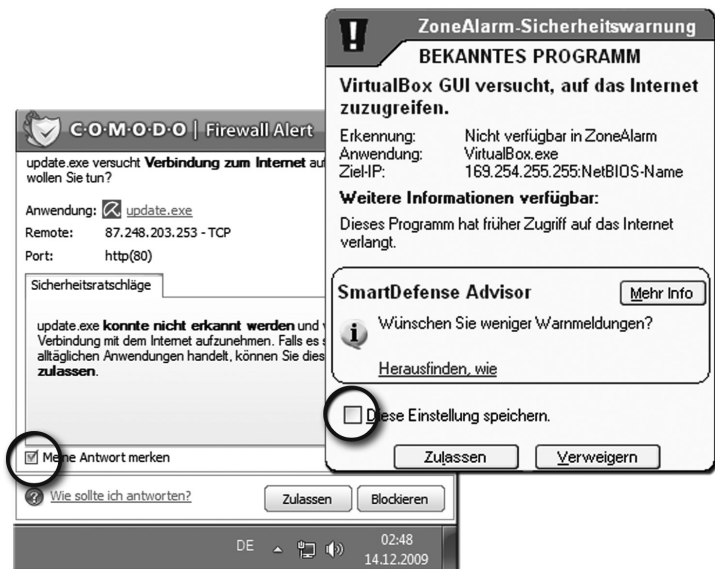 C·O·M·O·D·O | Firewall Alert
update.exe versucht Verbindung zum Internet auf
wollen Sie tun?
Anwendung: update.exe
Remote: 87.248.203.253 - TCP
Port: http(80)
Sicherheitsratschläge
update.exe konnte nicht erkannt werden und
Verbindung mit dem Internet aufzunehmen. Falls es
alltäglichen Anwendungen handelt, können Sie dies
zulassen.
Meine Antwort merken
Wie sollte ich antworten?
Zulassen
Blockieren
DE
02:48
14.12.2009
ZoneAlarm-Sicherheitswarnung
BEKANNTES PROGRAMM
VirtualBox GUI versucht, auf das Internet
zuzugreifen.
Erkennung: Nicht verfügbar in ZoneAlarm
Anwendung: VirtualBox.exe
Ziel-IP: 169.254.255.255:NetBIOS-Name
Weitere Informationen verfügbar:
Dieses Programm hat früher Zugriff auf das Internet
verlangt.
SmartDefense Advisor
Mehr Info
Wünschen Sie weniger Warnmeldungen?
Herausfinden, wie
Diese Einstellung speichern.
Zulassen
Verweigern